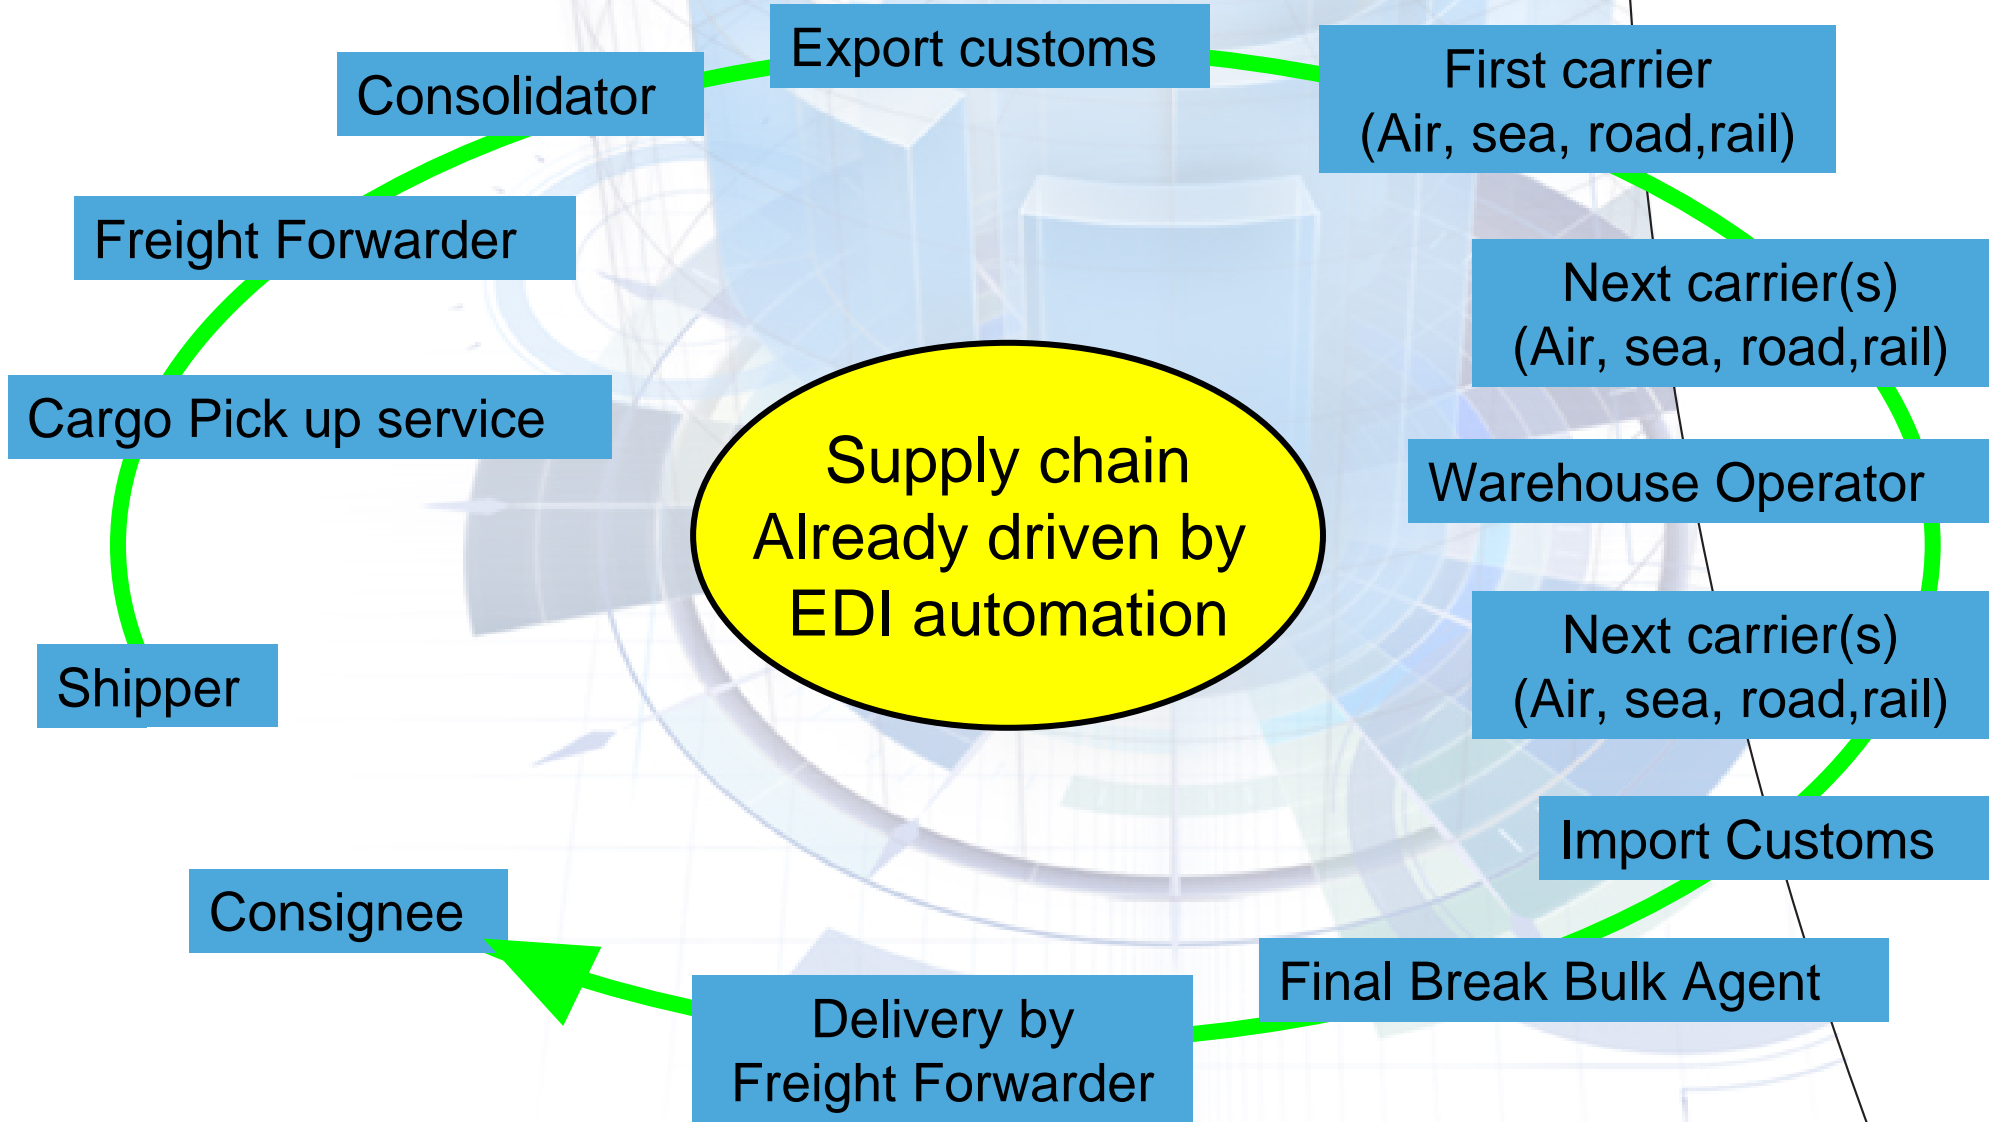 Export customs
First carrier
(Air, sea, road,rail)
Consolidator
Freight Forwarder
Next carrier(s)
(Air, sea, road,rail)
Cargo Pick up service
Supply chain
Already driven by
EDI automation
Warehouse Operator
Next carrier(s)
(Air, sea, road,rail)
Shipper
Import Customs
Consignee
Final Break Bulk Agent
Delivery by
Freight Forwarder